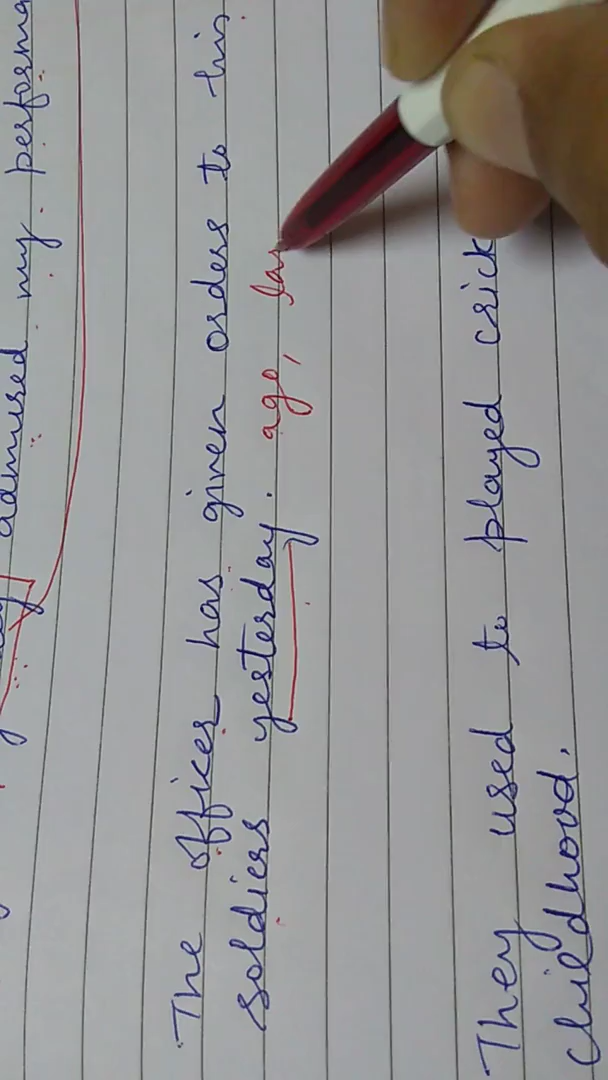 admired my performa
The officer has given orders to his
soldiers yesterday. ago, la
They used to played crick
childhood.